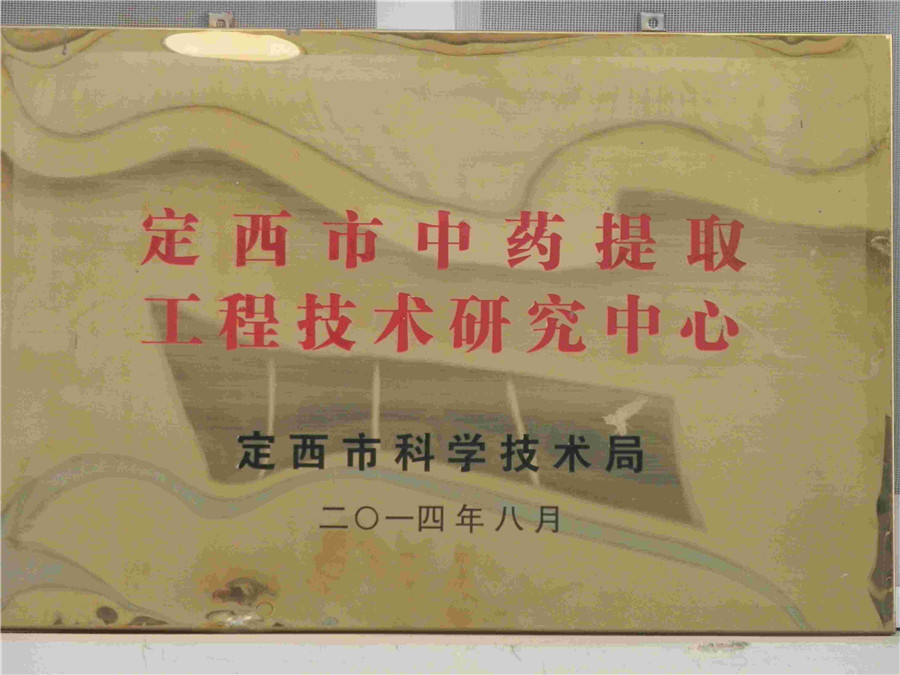 定西市中药提取
工程技术研究中心
定西市科学技术局
二〇一四年八月